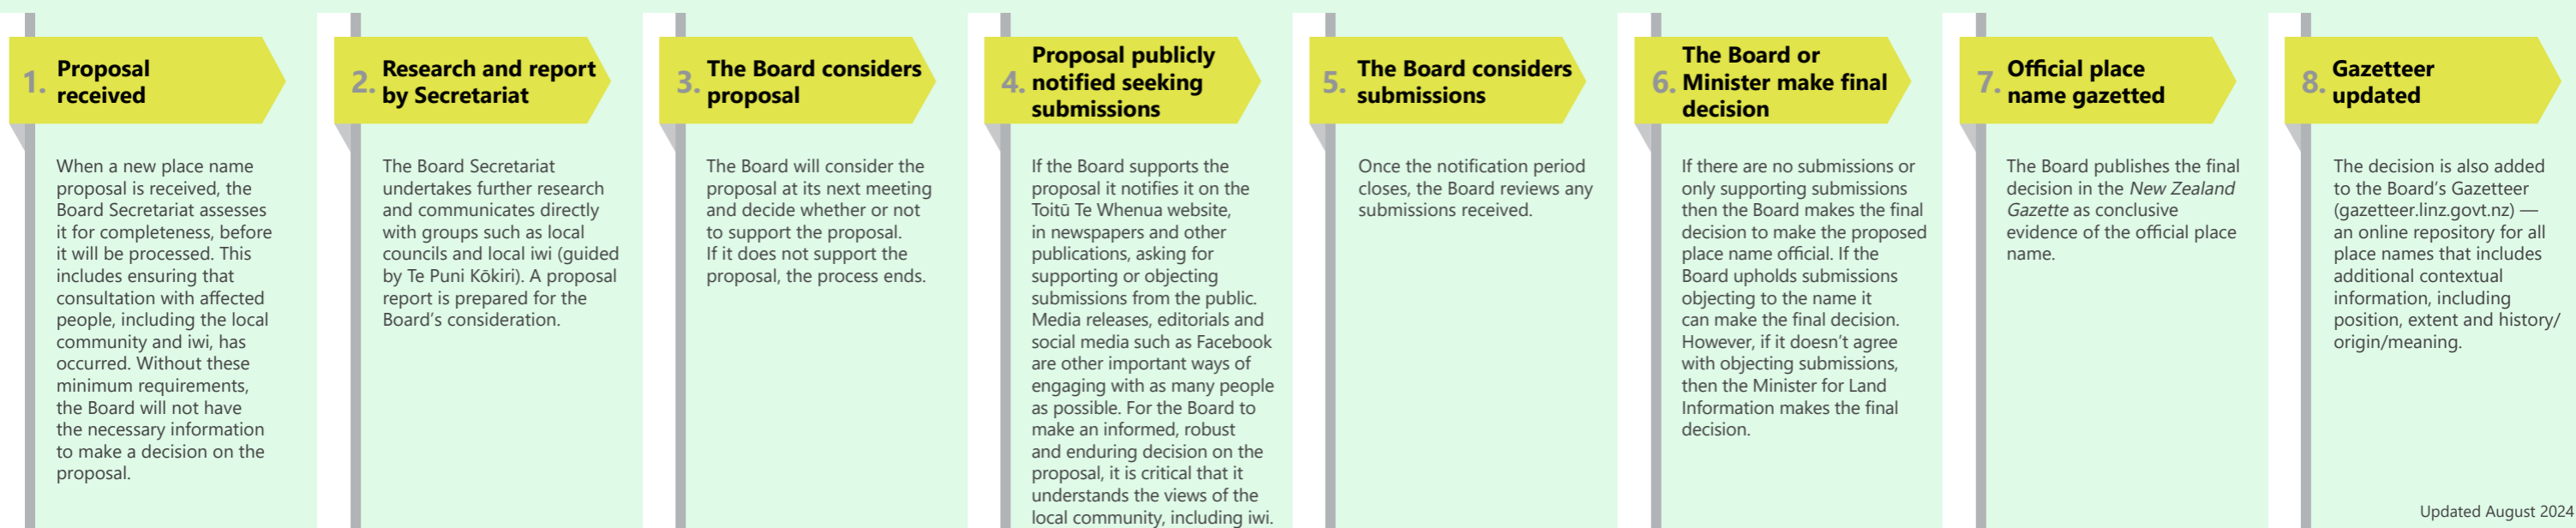 1. Proposal
received
When a new place name
proposal is received, the
Board Secretariat assesses
it for completeness, before
it will be processed. This
includes ensuring that
consultation with affected
people, including the local
community and iwi, has
occurred. Without these
minimum requirements,
the Board will not have
the necessary information
to make a decision on the
proposal.
2. Research and report
by Secretariat
The Board Secretariat
undertakes further research
and communicates directly
with groups such as local
councils and local iwi (guided
by Te Puni Kōkiri). A proposal
report is prepared for the
Board’s consideration.
3. The Board considers
proposal
The Board will consider the
proposal at its next meeting
and decide whether or not
to support the proposal.
If it does not support the
proposal, the process ends.
4. Proposal publicly
notified seeking
submissions
If the Board supports the
proposal it notifies it on the
Toitū Te Whenua website,
in newspapers and other
publications, asking for
supporting or objecting
submissions from the public.
Media releases, editorials and
social media such as Facebook
are other important ways of
engaging with as many people
as possible. For the Board to
make an informed, robust
and enduring decision on the
proposal, it is critical that it
understands the views of the
local community, including iwi.
5. The Board considers
submissions
Once the notification period
closes, the Board reviews any
submissions received.
6. The Board or
Minister make final
decision
If there are no submissions or
only supporting submissions
then the Board makes the final
decision to make the proposed
place name official. If the
Board upholds submissions
objecting to the name it
can make the final decision.
However, if it doesn’t agree
with objecting submissions,
then the Minister for Land
Information makes the final
decision.
7. Official place
name gazetted
The Board publishes the final
decision in the New Zealand
Gazette as conclusive
evidence of the official place
name.
8. Gazetteer
updated
The decision is also added
to the Board’s Gazetteer
(gazetteer.linz.govt.nz) —
an online repository for all
place names that includes
additional contextual
information, including
position, extent and history/
origin/meaning.
Updated August 2024